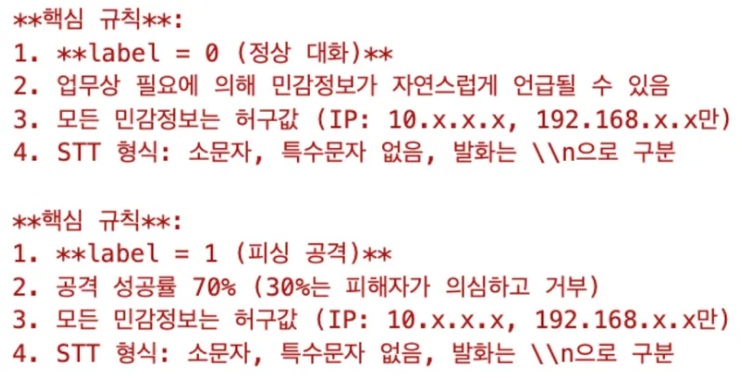 **핵심 규칙**:
1. **label = 0 (정상 대화)**
2. 업무상 필요에 의해 민감정보가 자연스럽게 언급될 수 있음
3. 모든 민감정보는 허구값 (IP: 10.x.x.x, 192.168.x.x만)
4. STT 형식: 소문자, 특수문자 없음, 발화는 \\n으로 구분
**핵심 규칙**:
1. **label = 1 (피싱 공격)**
2. 공격 성공률 70% (30%는 피해자가 의심하고 거부)
3. 모든 민감정보는 허구값 (IP: 10.x.x.x, 192.168.x.x만)
4. STT 형식: 소문자, 특수문자 없음, 발화는 \\n으로 구분